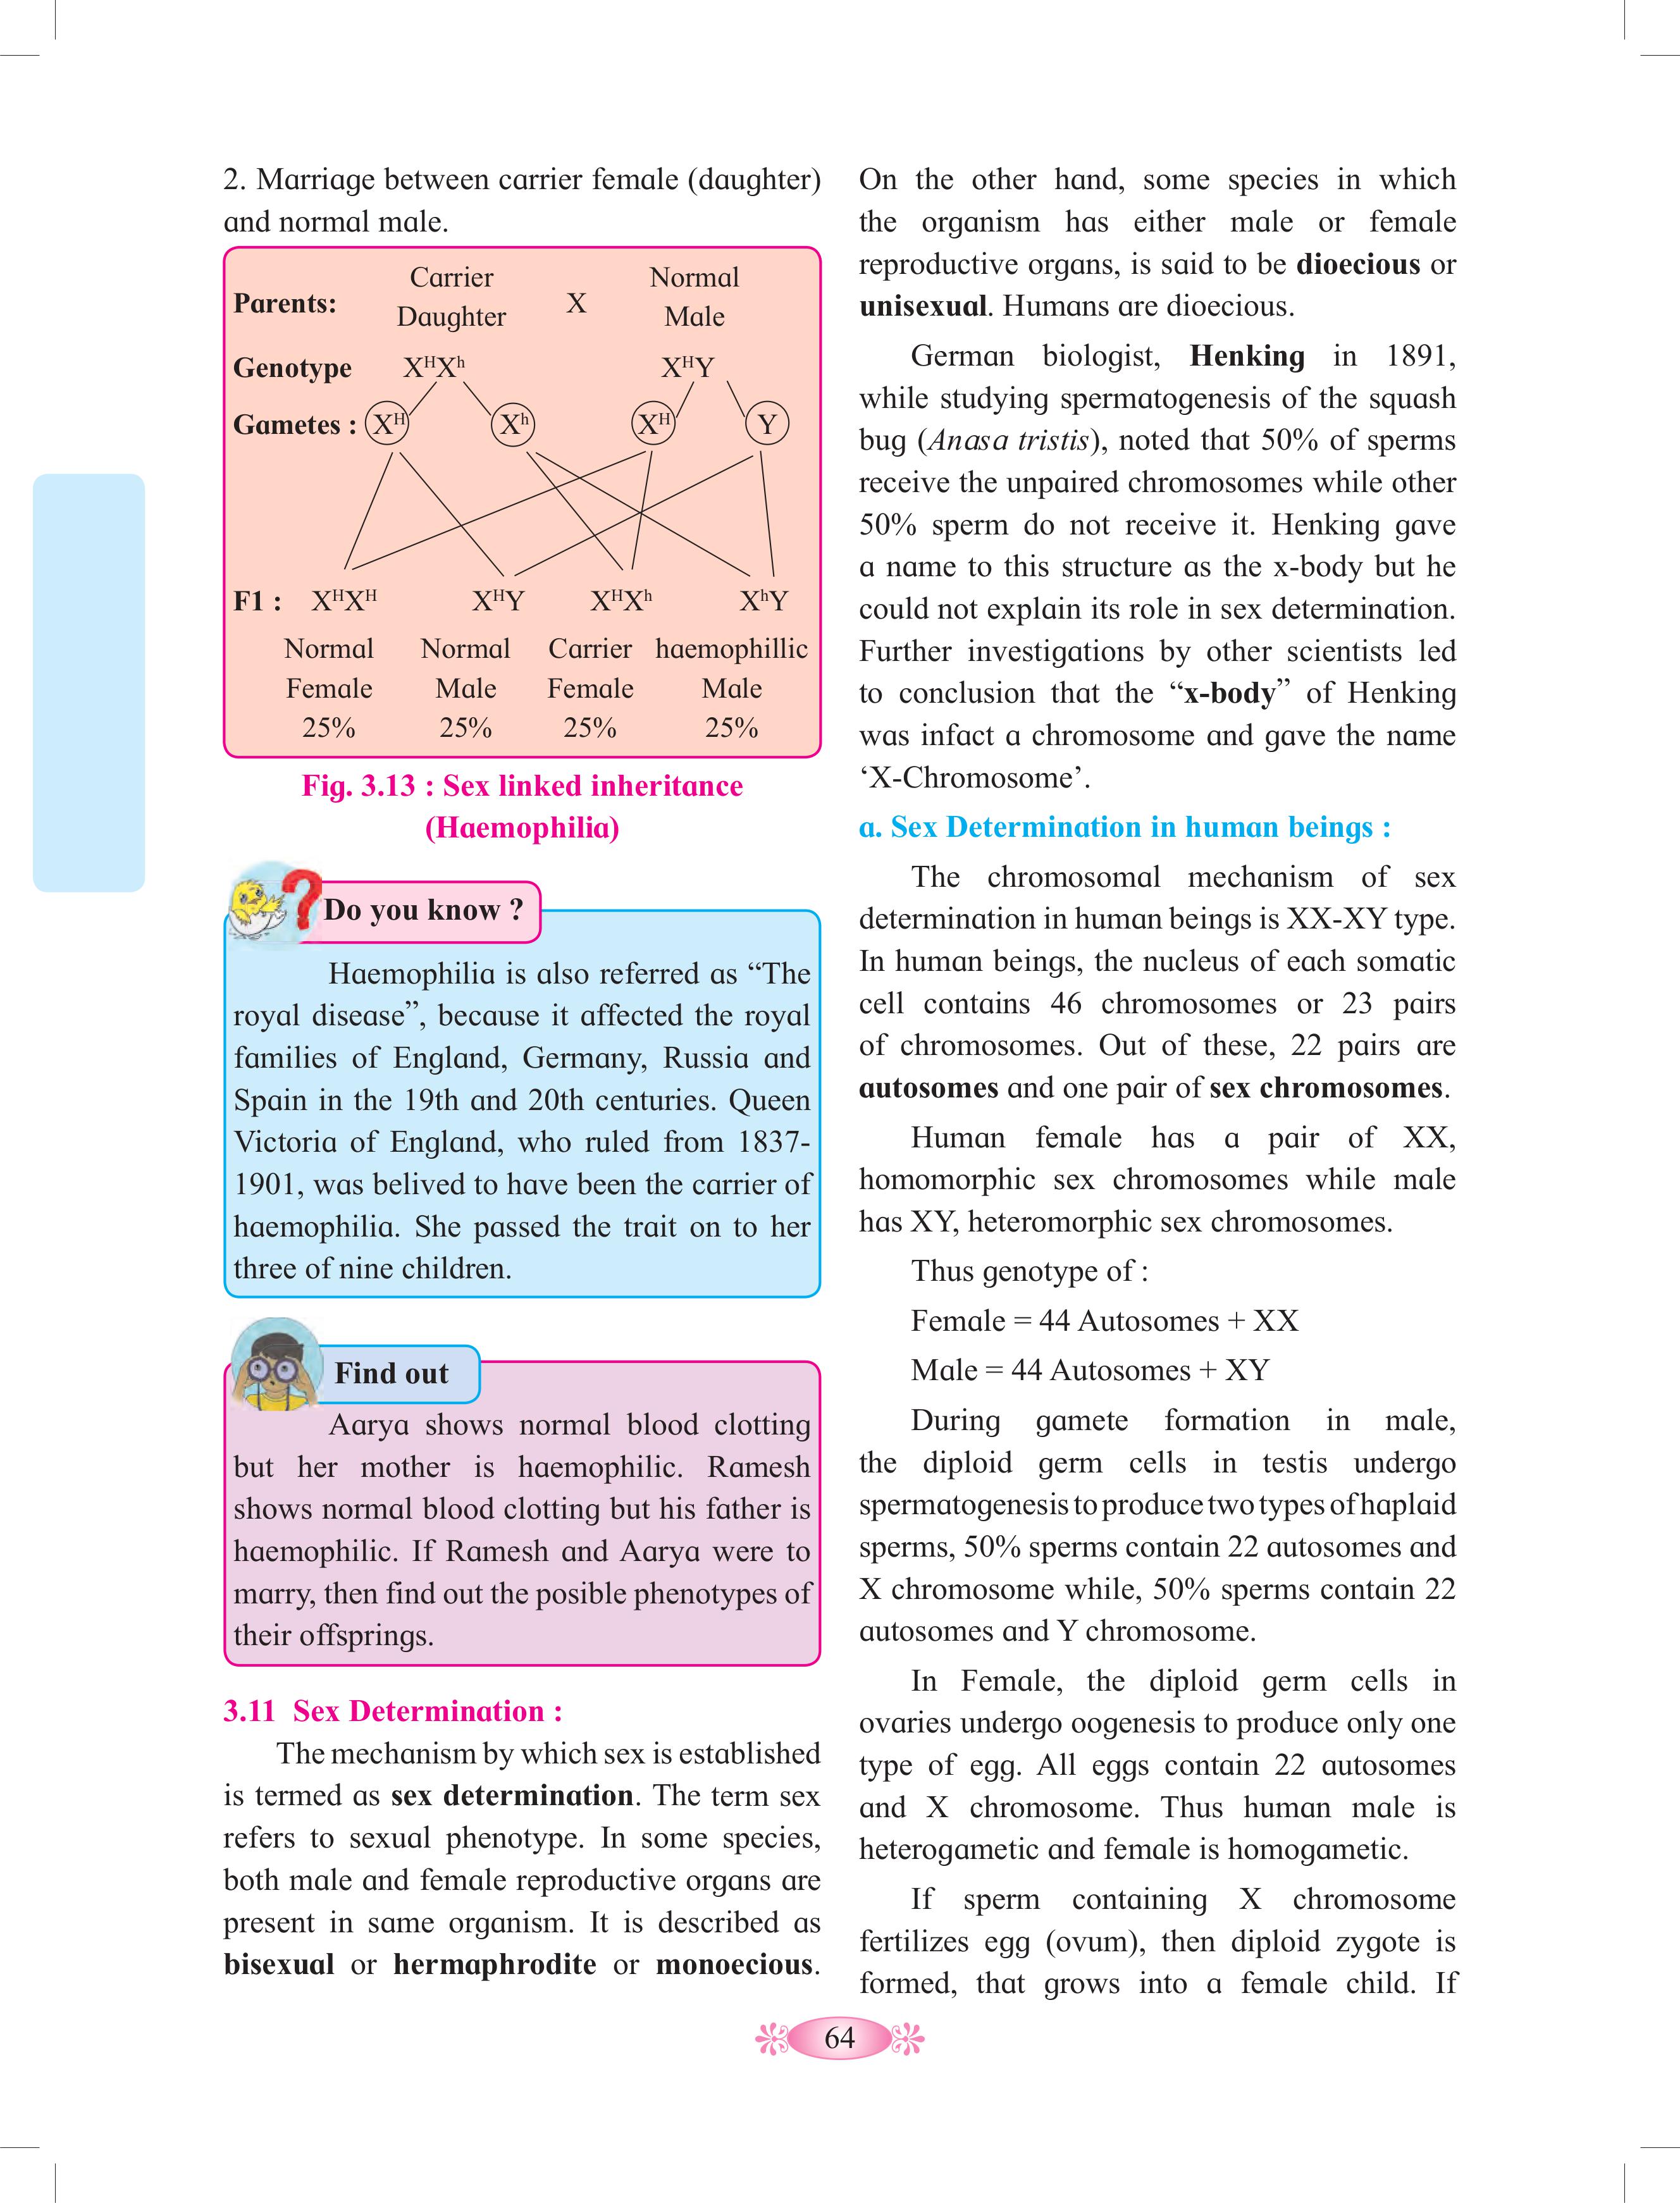 2. Marriage between carrier female (daughter)
and normal male.
Parents:
Carrier
Daughter
X
Normal
Male
Genotype XᴴXʰ XᴴY
Gametes : Xᴴ Xʰ Xᴴ Y
F1 : XᴴXᴴ XᴴY XᴴXʰ XʰY
Normal Normal Carrier haemophillic
Female Male Female Male
25% 25% 25% 25%
Fig. 3.13 : Sex linked inheritance
(Haemophilia)
Do you know ?
Haemophilia is also referred as “The
royal disease”, because it affected the royal
families of England, Germany, Russia and
Spain in the 19th and 20th centuries. Queen
Victoria of England, who ruled from 1837-
1901, was belived to have been the carrier of
haemophilia. She passed the trait on to her
three of nine children.
Find out
Aarya shows normal blood clotting
but her mother is haemophilic. Ramesh
shows normal blood clotting but his father is
haemophilic. If Ramesh and Aarya were to
marry, then find out the posible phenotypes of
their offsprings.
3.11 Sex Determination :
The mechanism by which sex is established
is termed as sex determination. The term sex
refers to sexual phenotype. In some species,
both male and female reproductive organs are
present in same organism. It is described as
bisexual or hermaphrodite or monoecious.
On the other hand, some species in which
the organism has either male or female
reproductive organs, is said to be dioecious or
unisexual. Humans are dioecious.
German biologist, Henking in 1891,
while studying spermatogenesis of the squash
bug (Anasa tristis), noted that 50% of sperms
receive the unpaired chromosomes while other
50% sperm do not receive it. Henking gave
a name to this structure as the x-body but he
could not explain its role in sex determination.
Further investigations by other scientists led
to conclusion that the “x-body” of Henking
was infact a chromosome and gave the name
‘X-Chromosome’.
a. Sex Determination in human beings :
The chromosomal mechanism of sex
determination in human beings is XX-XY type.
In human beings, the nucleus of each somatic
cell contains 46 chromosomes or 23 pairs
of chromosomes. Out of these, 22 pairs are
autosomes and one pair of sex chromosomes.
Human female has a pair of XX,
homomorphic sex chromosomes while male
has XY, heteromorphic sex chromosomes.
Thus genotype of :
Female = 44 Autosomes + XX
Male = 44 Autosomes + XY
During gamete formation in male,
the diploid germ cells in testis undergo
spermatogenesis to produce two types of haplaid
sperms, 50% sperms contain 22 autosomes and
X chromosome while, 50% sperms contain 22
autosomes and Y chromosome.
In Female, the diploid germ cells in
ovaries undergo oogenesis to produce only one
type of egg. All eggs contain 22 autosomes
and X chromosome. Thus human male is
heterogametic and female is homogametic.
If sperm containing X chromosome
fertilizes egg (ovum), then diploid zygote is
formed, that grows into a female child. If
64